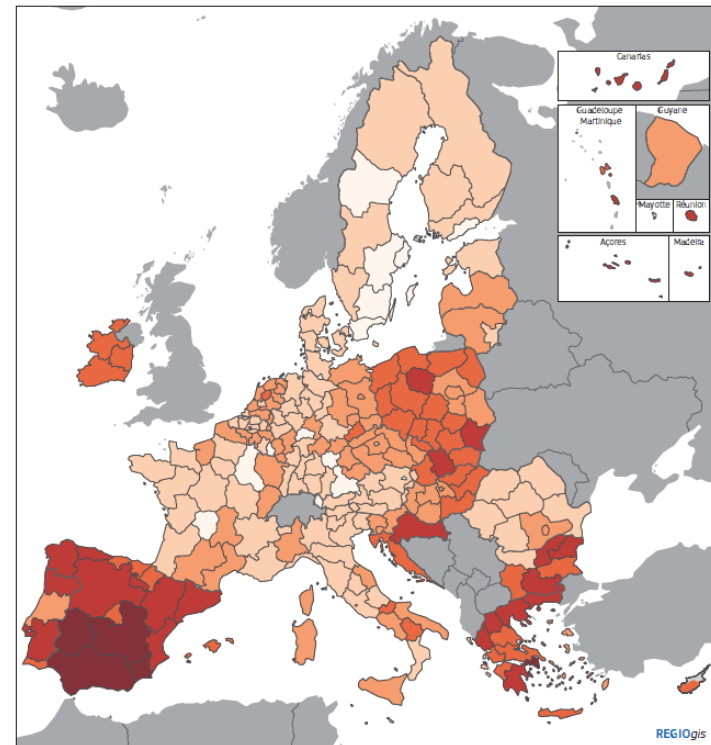 Canarias
Guadeloupe
Martinique
Guyane
Mayotte
Réunion
Açores
Madeira
REGIOgis